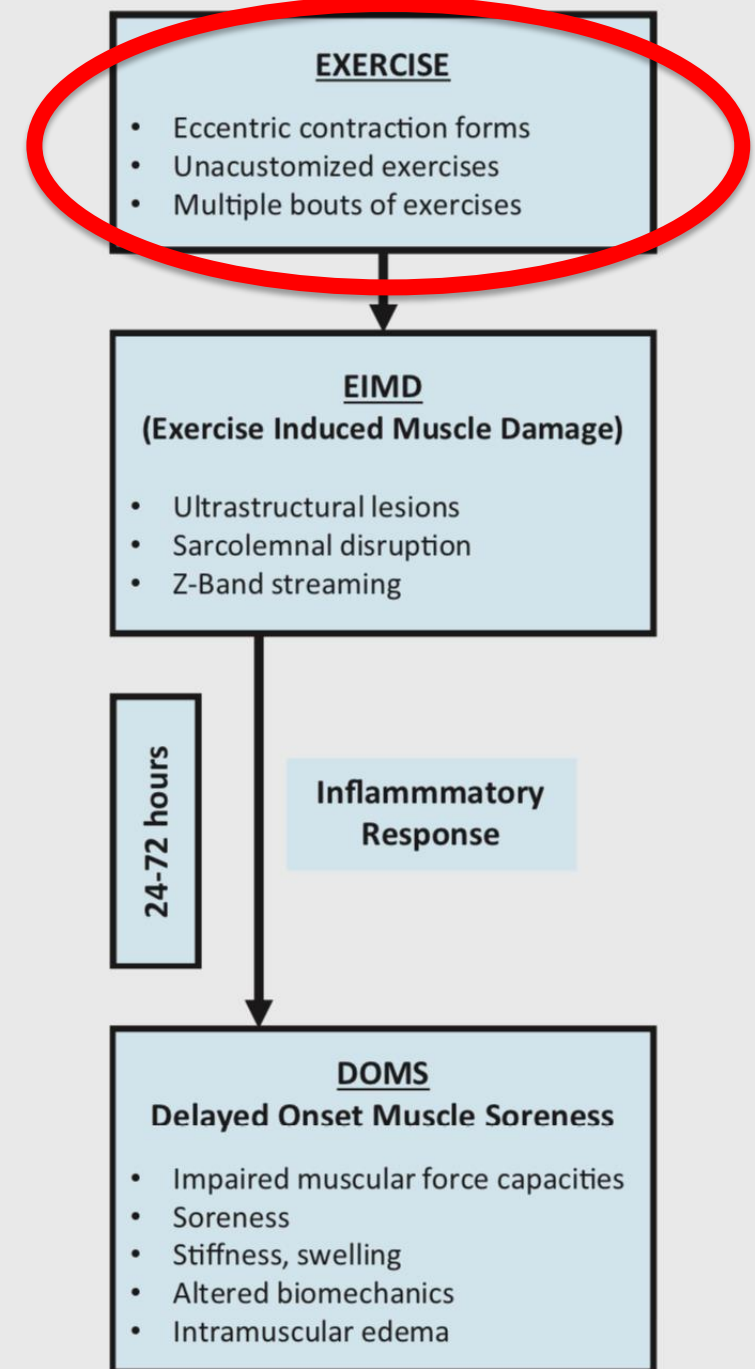 EXERCISE
• Eccentric contraction forms
• Unacustomized exercises
• Multiple bouts of exercises
EIMD
(Exercise Induced Muscle Damage)
• Ultrastructural lesions
• Sarcolemnal disruption
• Z-Band streaming
24-72 hours
Inflammmatory
Response
DOMS
Delayed Onset Muscle Soreness
• Impaired muscular force capacities
• Soreness
• Stiffness, swelling
• Altered biomechanics
• Intramuscular edema